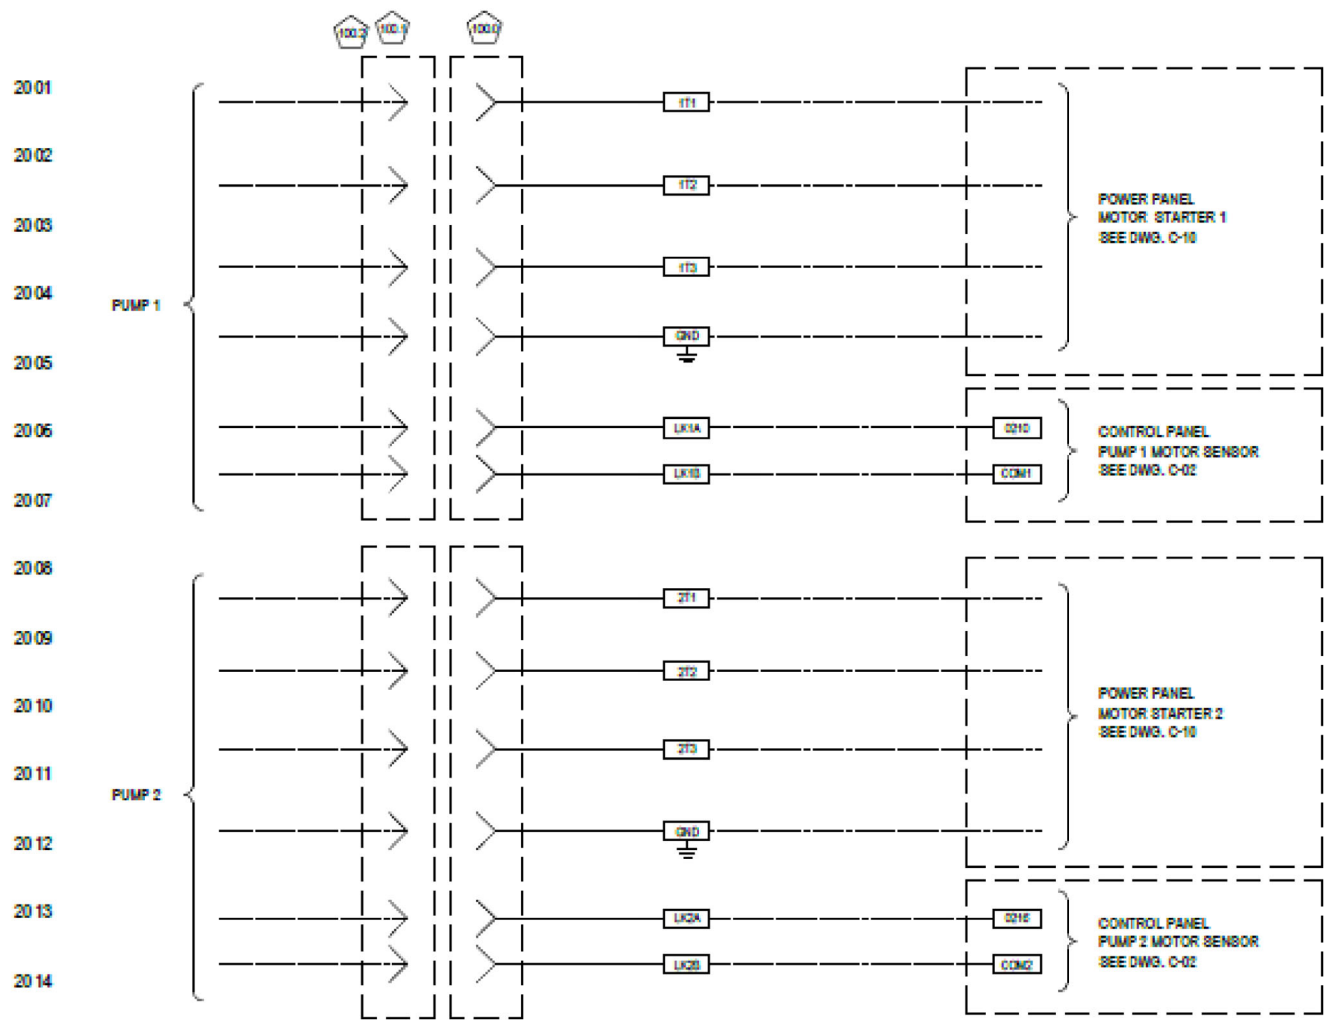 100.2 100.1 100.0
2001
1T1
2002
1T2
POWER PANEL
MOTOR STARTER 1
SEE DWG. C-10
2003
1T3
2004
PUMP 1
GND
2005
2006
LK1A
0210
CONTROL PANEL
PUMP 1 MOTOR SENSOR
SEE DWG. C-02
LK1B
COM1
2007
2008
2T1
2009
2T2
POWER PANEL
MOTOR STARTER 2
SEE DWG. C-10
2010
2T3
2011
PUMP 2
GND
2012
2013
LK2A
CONTROL PANEL
PUMP 2 MOTOR SENSOR
SEE DWG. C-02
LK2B
COM2
2014